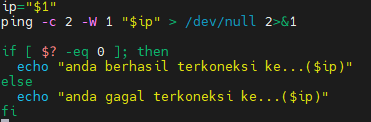 ip="$1"
ping -c 2 -W 1 "$ip" > /dev/null 2>&1

if [ $? -eq 0 ]; then
  echo "anda berhasil terkoneksi ke...($ip)"
else
  echo "anda gagal terkoneksi ke...($ip)"
fi